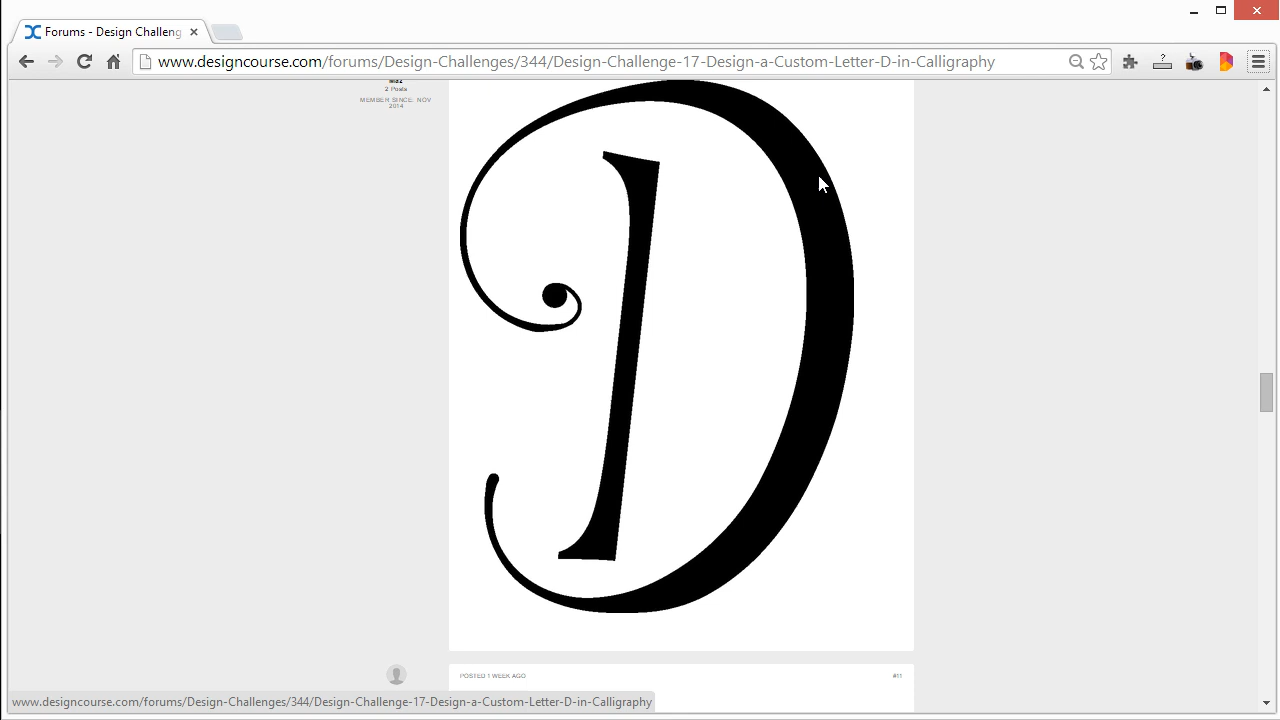 Forums - Design Challeng
www.designcourse.com/forums/Design-Challenges/344/Design-Challenge-17-Design-a-Custom-Letter-D-in-Calligraphy
2 Posts
MEMBER SINCE: NOV
2014
D
POSTED 1 WEEK AGO
#11
www.designcourse.com/forums/Design-Challenges/344/Design-Challenge-17-Design-a-Custom-Letter-D-in-Calligraphy